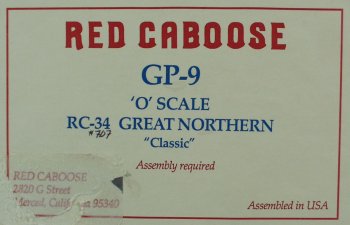 RED CABOOSE
GP-9
'O' SCALE
RC-34 GREAT NORTHERN
#707
"Classic"
Assembly required
RED CABOOSE
2820 G Street
Merced, California 95340
Assembled in USA